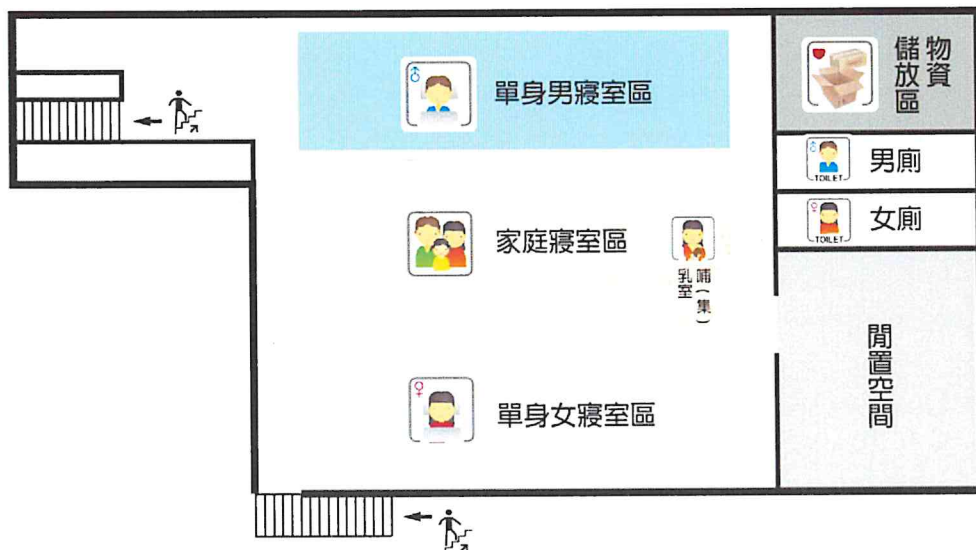 單身男寢室區
物資
儲放區
TOILET
男廁
TOILET
女廁
家庭寢室區
哺(集)
乳室
單身女寢室區
閒置空間